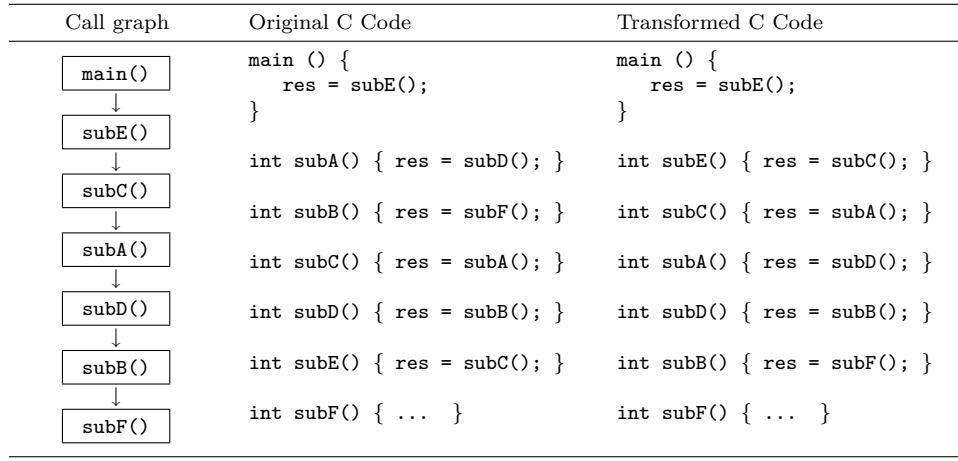 Call graph Original C Code Transformed C Code
main()
subE()
subC()
subA()
subD()
subB()
subF()
main () {
res = subE();
}
int subA() { res = subD(); }
int subB() { res = subF(); }
int subC() { res = subA(); }
int subD() { res = subB(); }
int subE() { res = subC(); }
int subF() { ... }
main () {
res = subE();
}
int subE() { res = subC(); }
int subC() { res = subA(); }
int subA() { res = subD(); }
int subD() { res = subB(); }
int subB() { res = subF(); }
int subF() { ... }